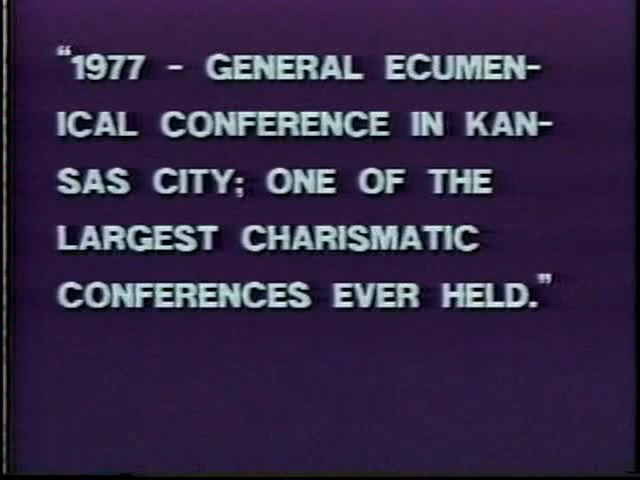 "1977 - GENERAL ECUMEN-
ICAL CONFERENCE IN KAN-
SAS CITY; ONE OF THE
LARGEST CHARISMATIC
CONFERENCES EVER HELD."